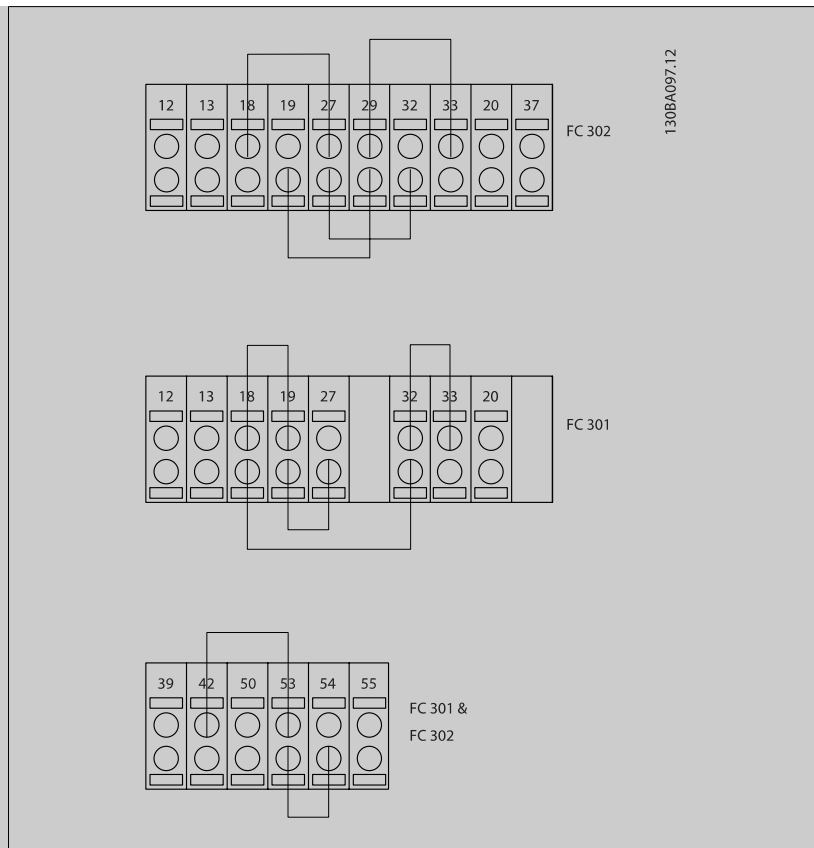 12 13 18 19 27 29 32 33 20 37
FC 302
130BA097.12
12 13 18 19 27 32 33 20
FC 301
39 42 50 53 54 55
FC 301 &
FC 302